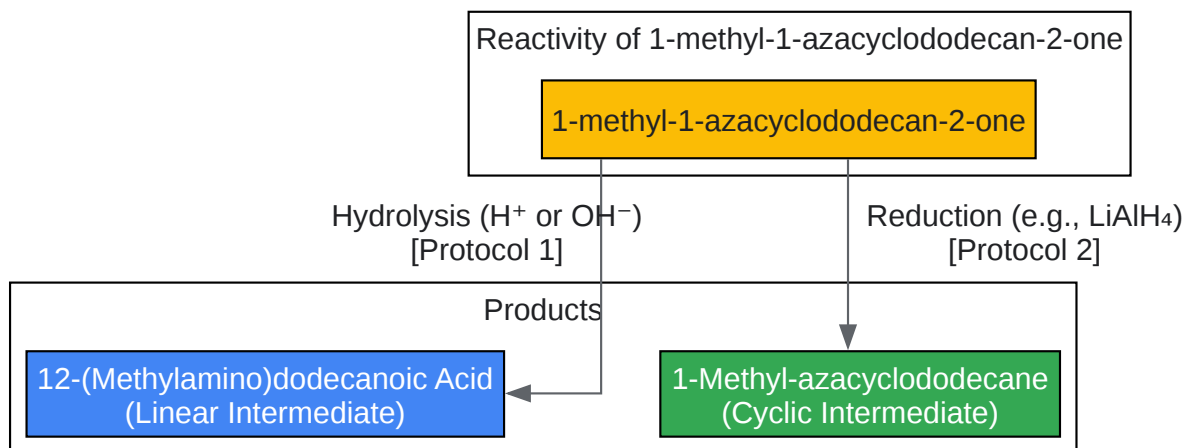 Reactivity of 1-methyl-1-azacyclododecan-2-one
1-methyl-1-azacyclododecan-2-one
Hydrolysis (H⁺ or OH⁻)
[Protocol 1]
Reduction (e.g., LiAlH₄)
[Protocol 2]
Products
12-(Methylamino)dodecanoic Acid
(Linear Intermediate)
1-Methyl-azacyclododecane
(Cyclic Intermediate)